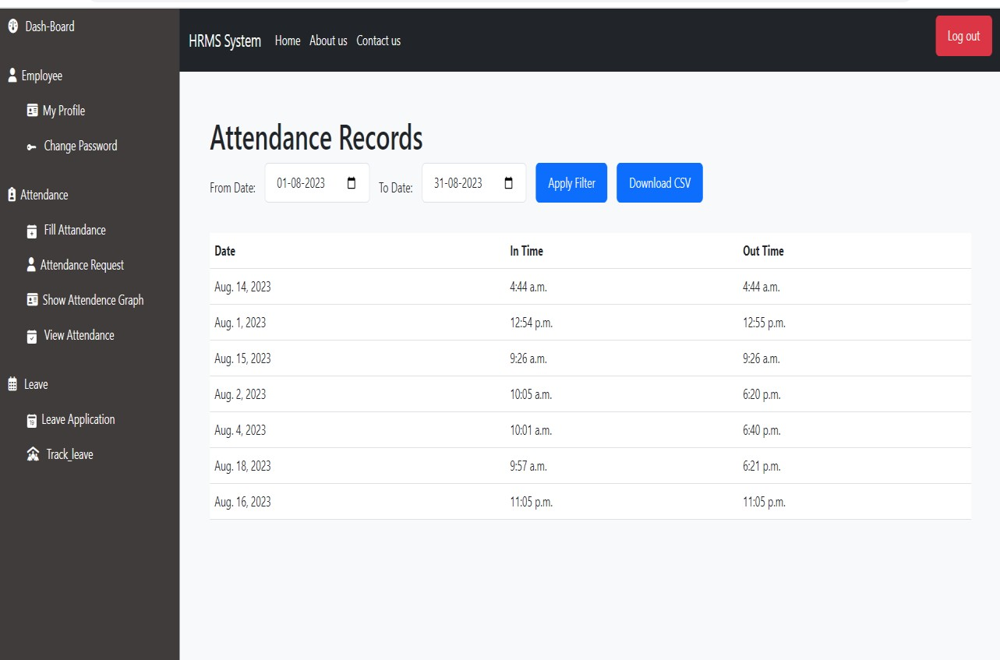 Dash-Board
Employee
My Profile
Change Password
Attendance
Fill Attandance
Attendance Request
Show Attendence Graph
View Attendance
Leave
19
Leave Application
Track_leave
HRMS System Home About us Contact us
Log out
Attendance Records
From Date: 01-08-2023 To Date: 31-08-2023 Apply Filter Download CSV
Date In Time Out Time
Aug. 14, 2023 4:44 a.m. 4:44 a.m.
Aug. 1, 2023 12:54 p.m. 12:55 p.m.
Aug. 15, 2023 9:26 a.m. 9:26 a.m.
Aug. 2, 2023 10:05 a.m. 6:20 p.m.
Aug. 4, 2023 10:01 a.m. 6:40 p.m.
Aug. 18, 2023 9:57 a.m. 6:21 p.m.
Aug. 16, 2023 11:05 p.m. 11:05 p.m.